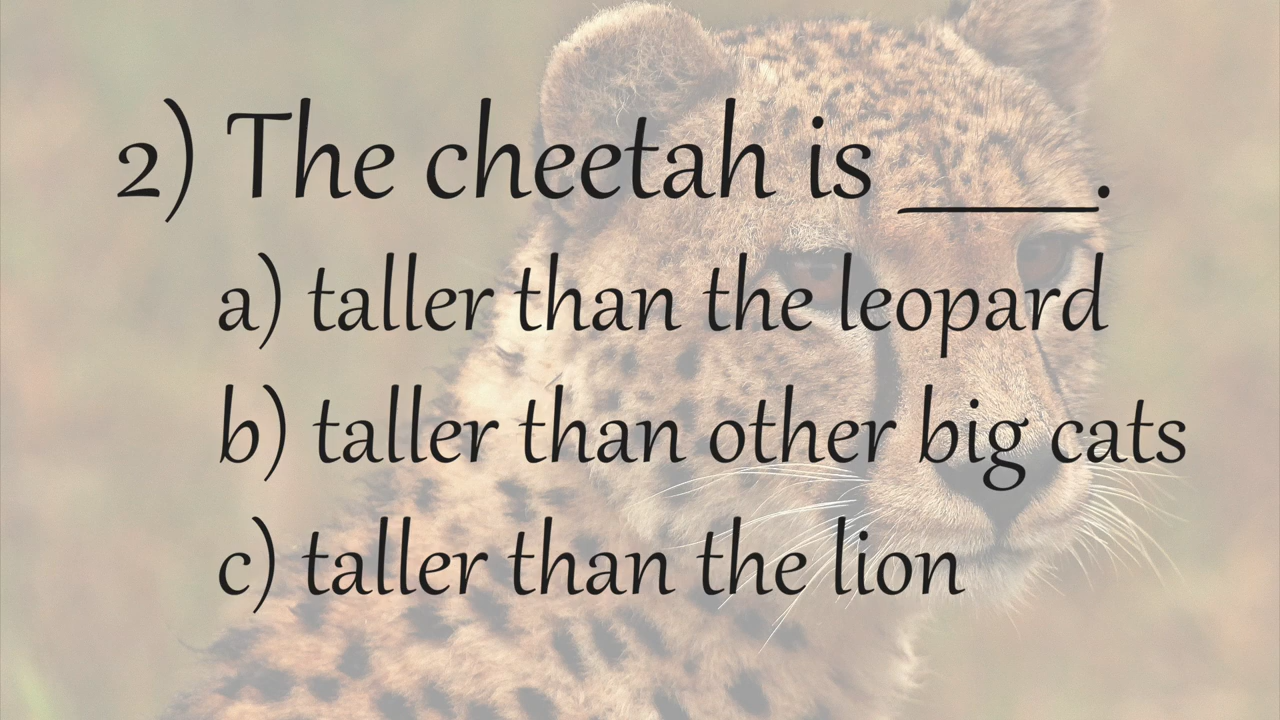 2) The cheetah is ____.
a) taller than the leopard
b) taller than other big cats
c) taller than the lion